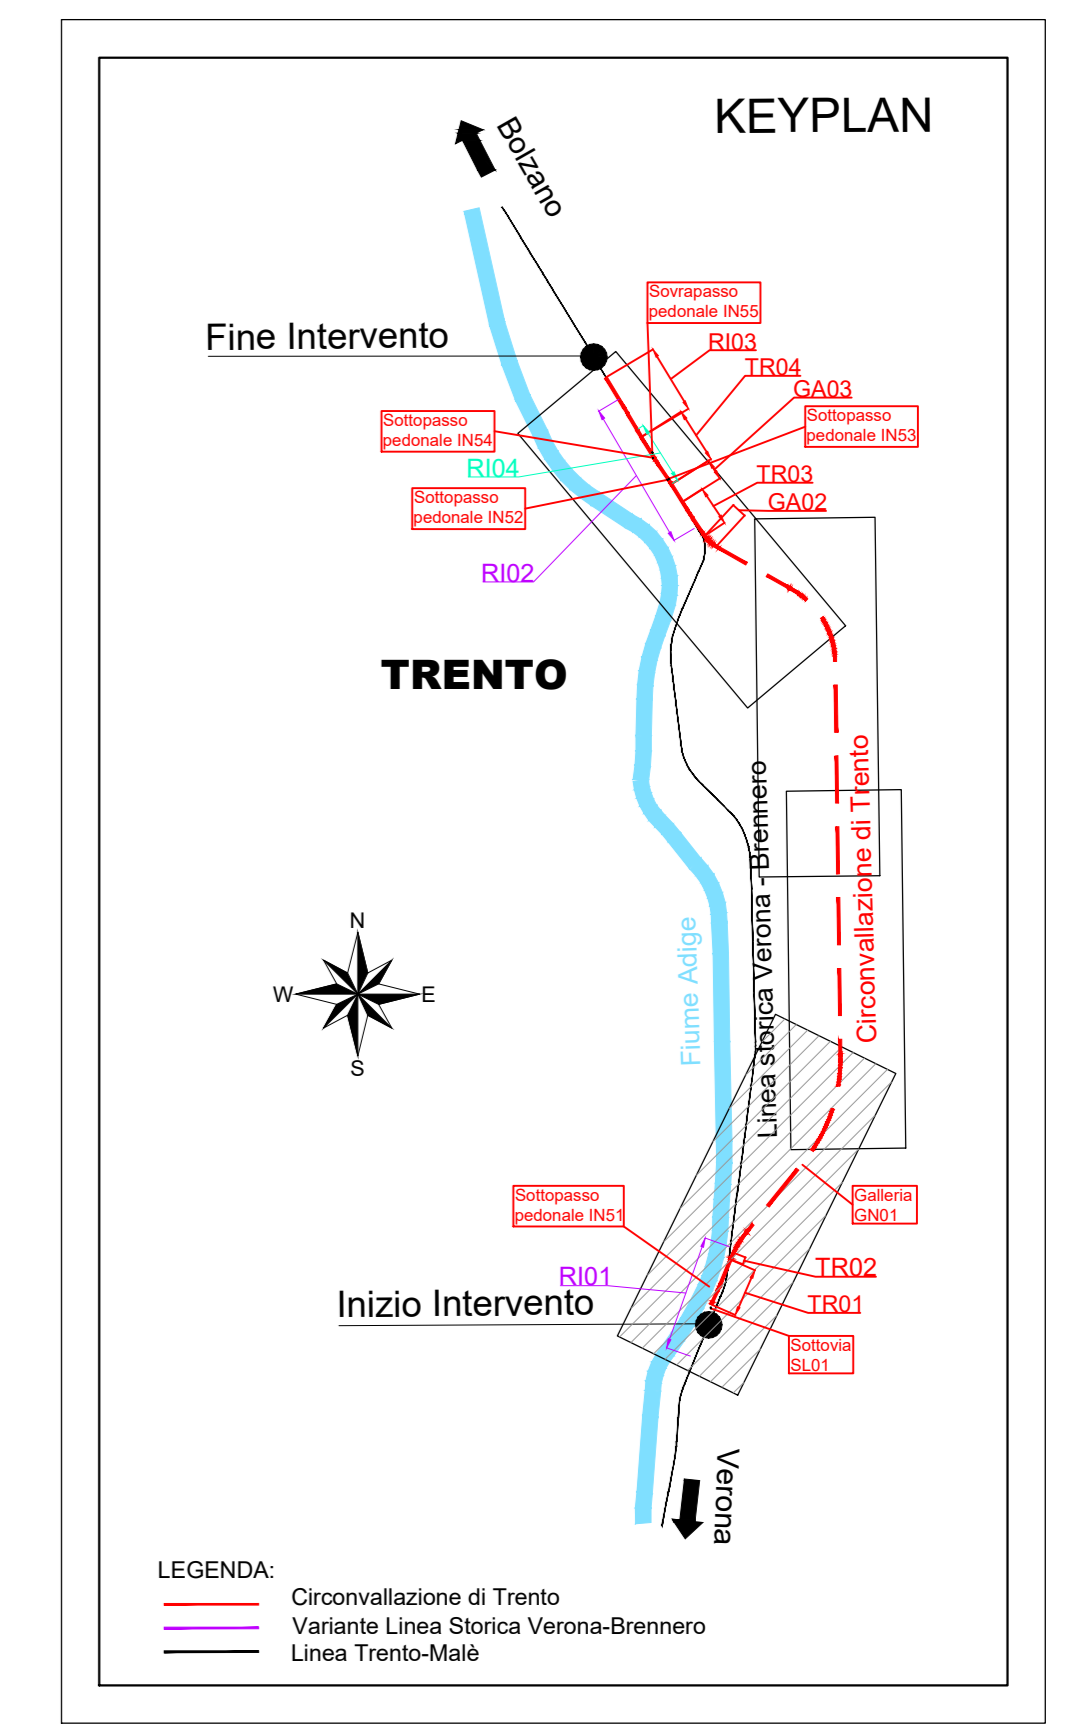 KEYPLAN
Bolzano
Sovrapasso
pedonale IN55
Fine Intervento
RI03
TR04
GA03
Sottopasso
pedonale IN54
Sottopasso
pedonale IN53
RI04
TR03
Sottopasso
pedonale IN52
GA02
RI02
TRENTO
Linea storica Verona - Brennero
Circonvallazione di Trento
Fiume Adige
N
W
E
S
Sottopasso
pedonale IN51
Galleria
GN01
RI01
TR02
Inizio Intervento
TR01
Sottovia
SL01
Verona
LEGENDA:
Circonvallazione di Trento
Variante Linea Storica Verona-Brennero
Linea Trento-Malè